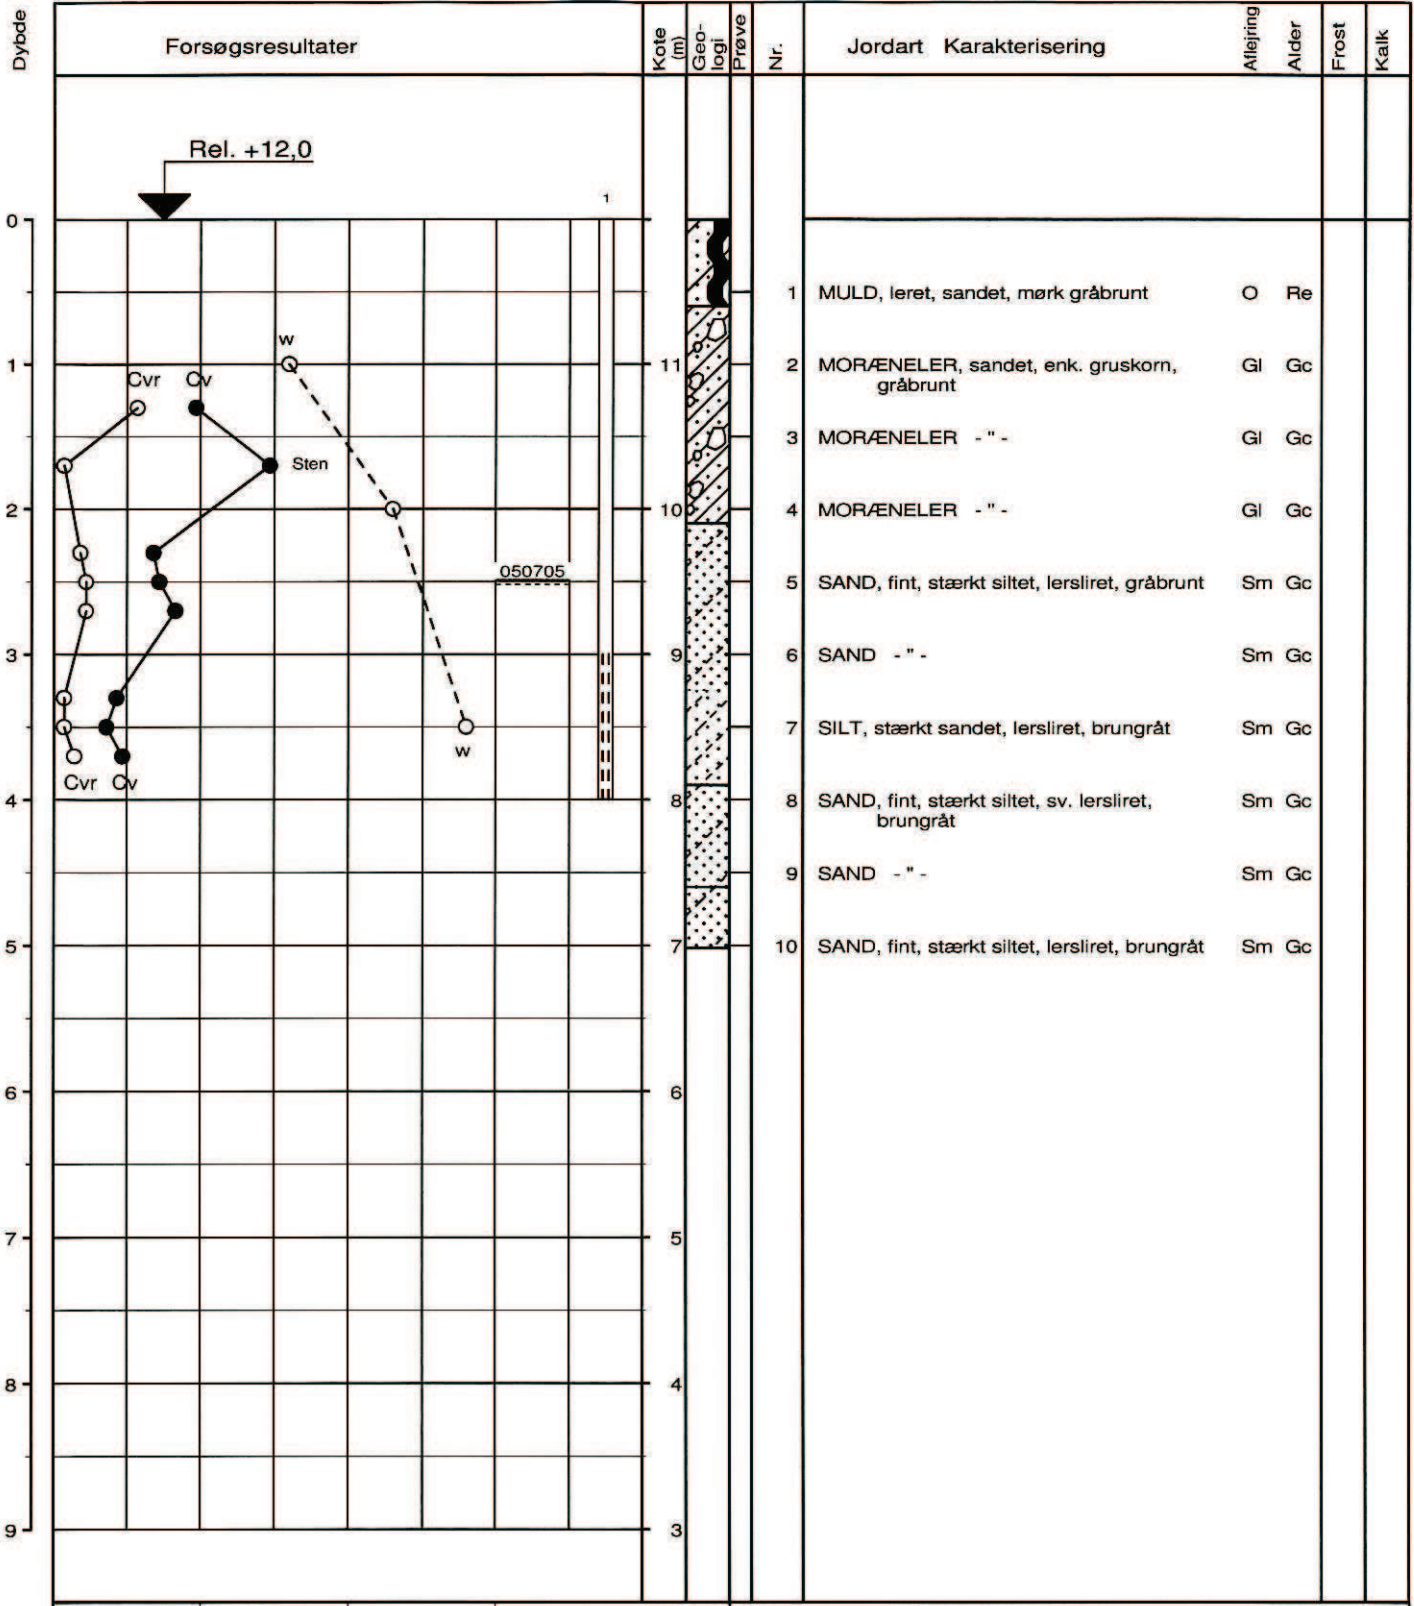 Dybde
Forsøgsresultater
Kote (m)
Geo-
logi
Prøve
Nr.
Jordart Karakterisering
Aflejring
Alder
Frost
Kalk
Rel. +12,0
1
0
1 MULD, leret, sandet, mørk gråbrunt O Re
w
1 11 2 MORÆNELER, sandet, enk. gruskorn, Gl Gc
gråbrunt
Cvr Cv
3 MORÆNELER - " - Gl Gc
Sten
2 10 4 MORÆNELER - " - Gl Gc
050705
5 SAND, fint, stærkt siltet, lersliret, gråbrunt Sm Gc
3 9 6 SAND - " - Sm Gc
7 SILT, stærkt sandet, lersliret, brungråt Sm Gc
w
Cvr Cv
4 8 8 SAND, fint, stærkt siltet, sv. lersliret, Sm Gc
brungråt
9 SAND - " - Sm Gc
5 7 10 SAND, fint, stærkt siltet, lersliret, brungråt Sm Gc
6 6
7 5
8 4
9 3